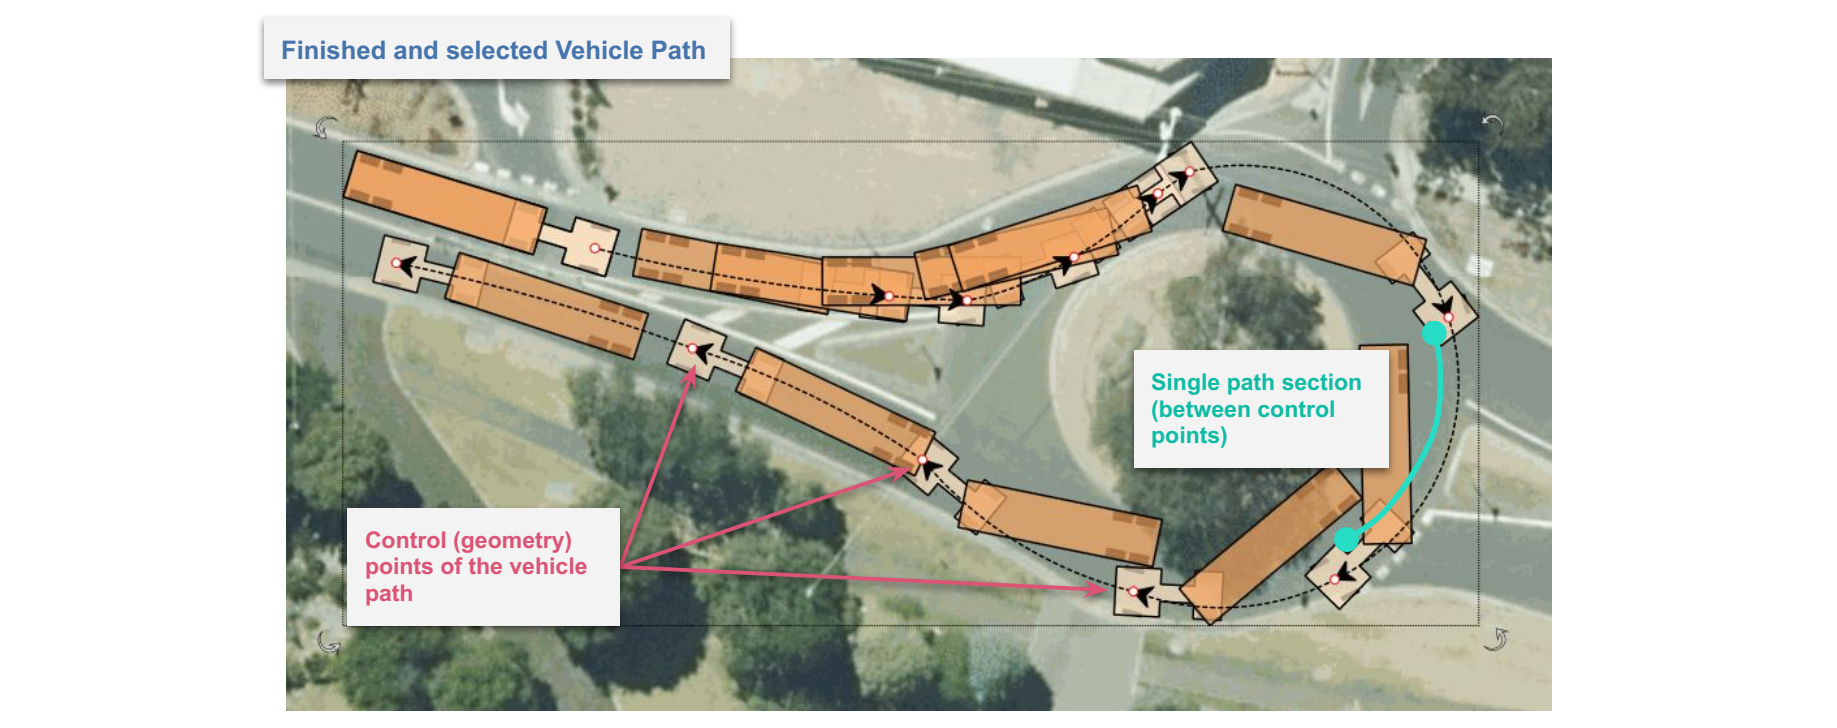 Finished and selected Vehicle Path
Single path section
(between control
points)
Control (geometry)
points of the vehicle
path